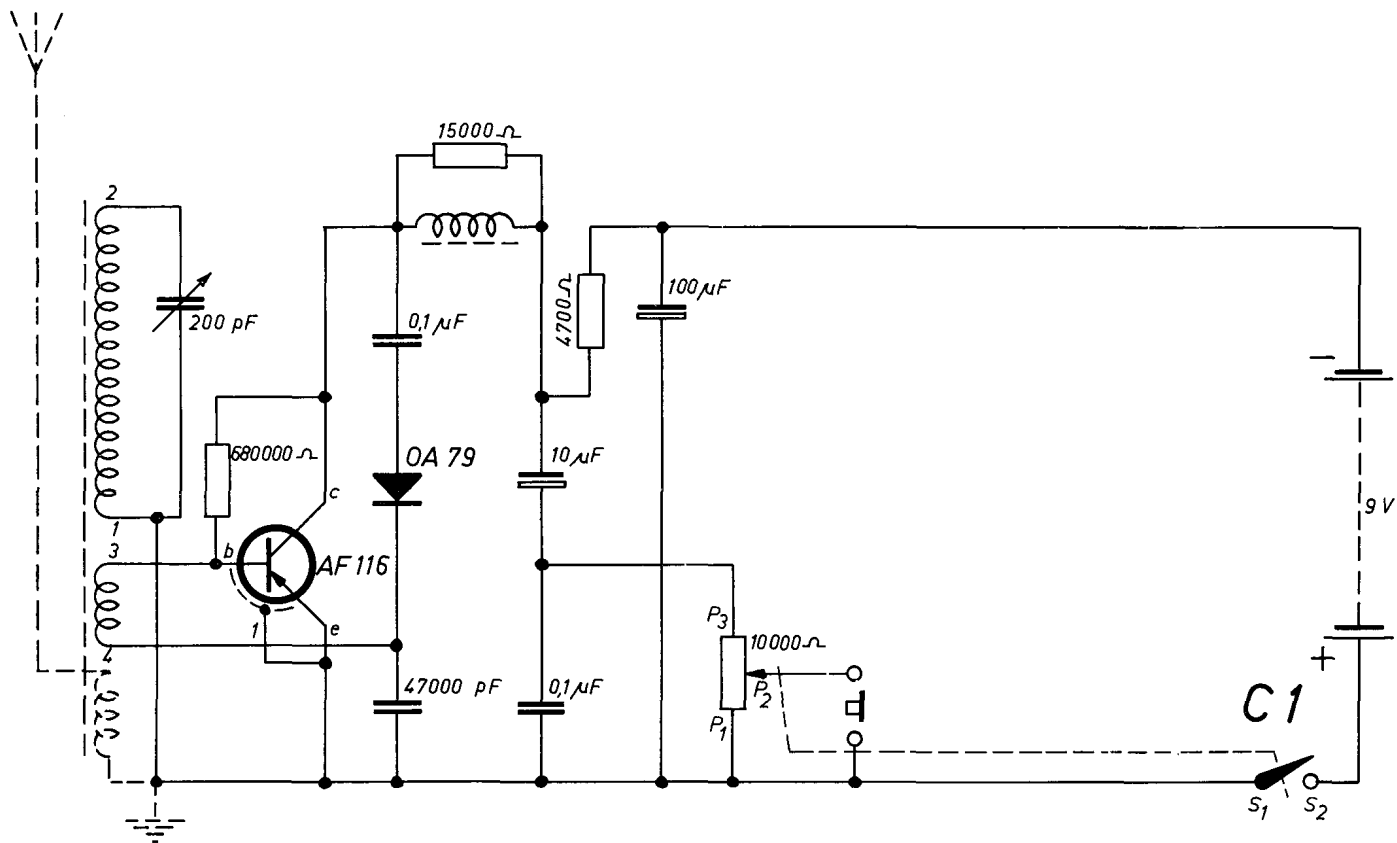 15000 Ω
2
200 pF
0,1 µF
4700 Ω
100 µF
680000 Ω
OA 79
10 µF
c
1
3
b
AF 116
1
e
4
47000 pF
0,1 µF
P3
10000 Ω
P2
P1
−
9 V
+
C1
S1
S2